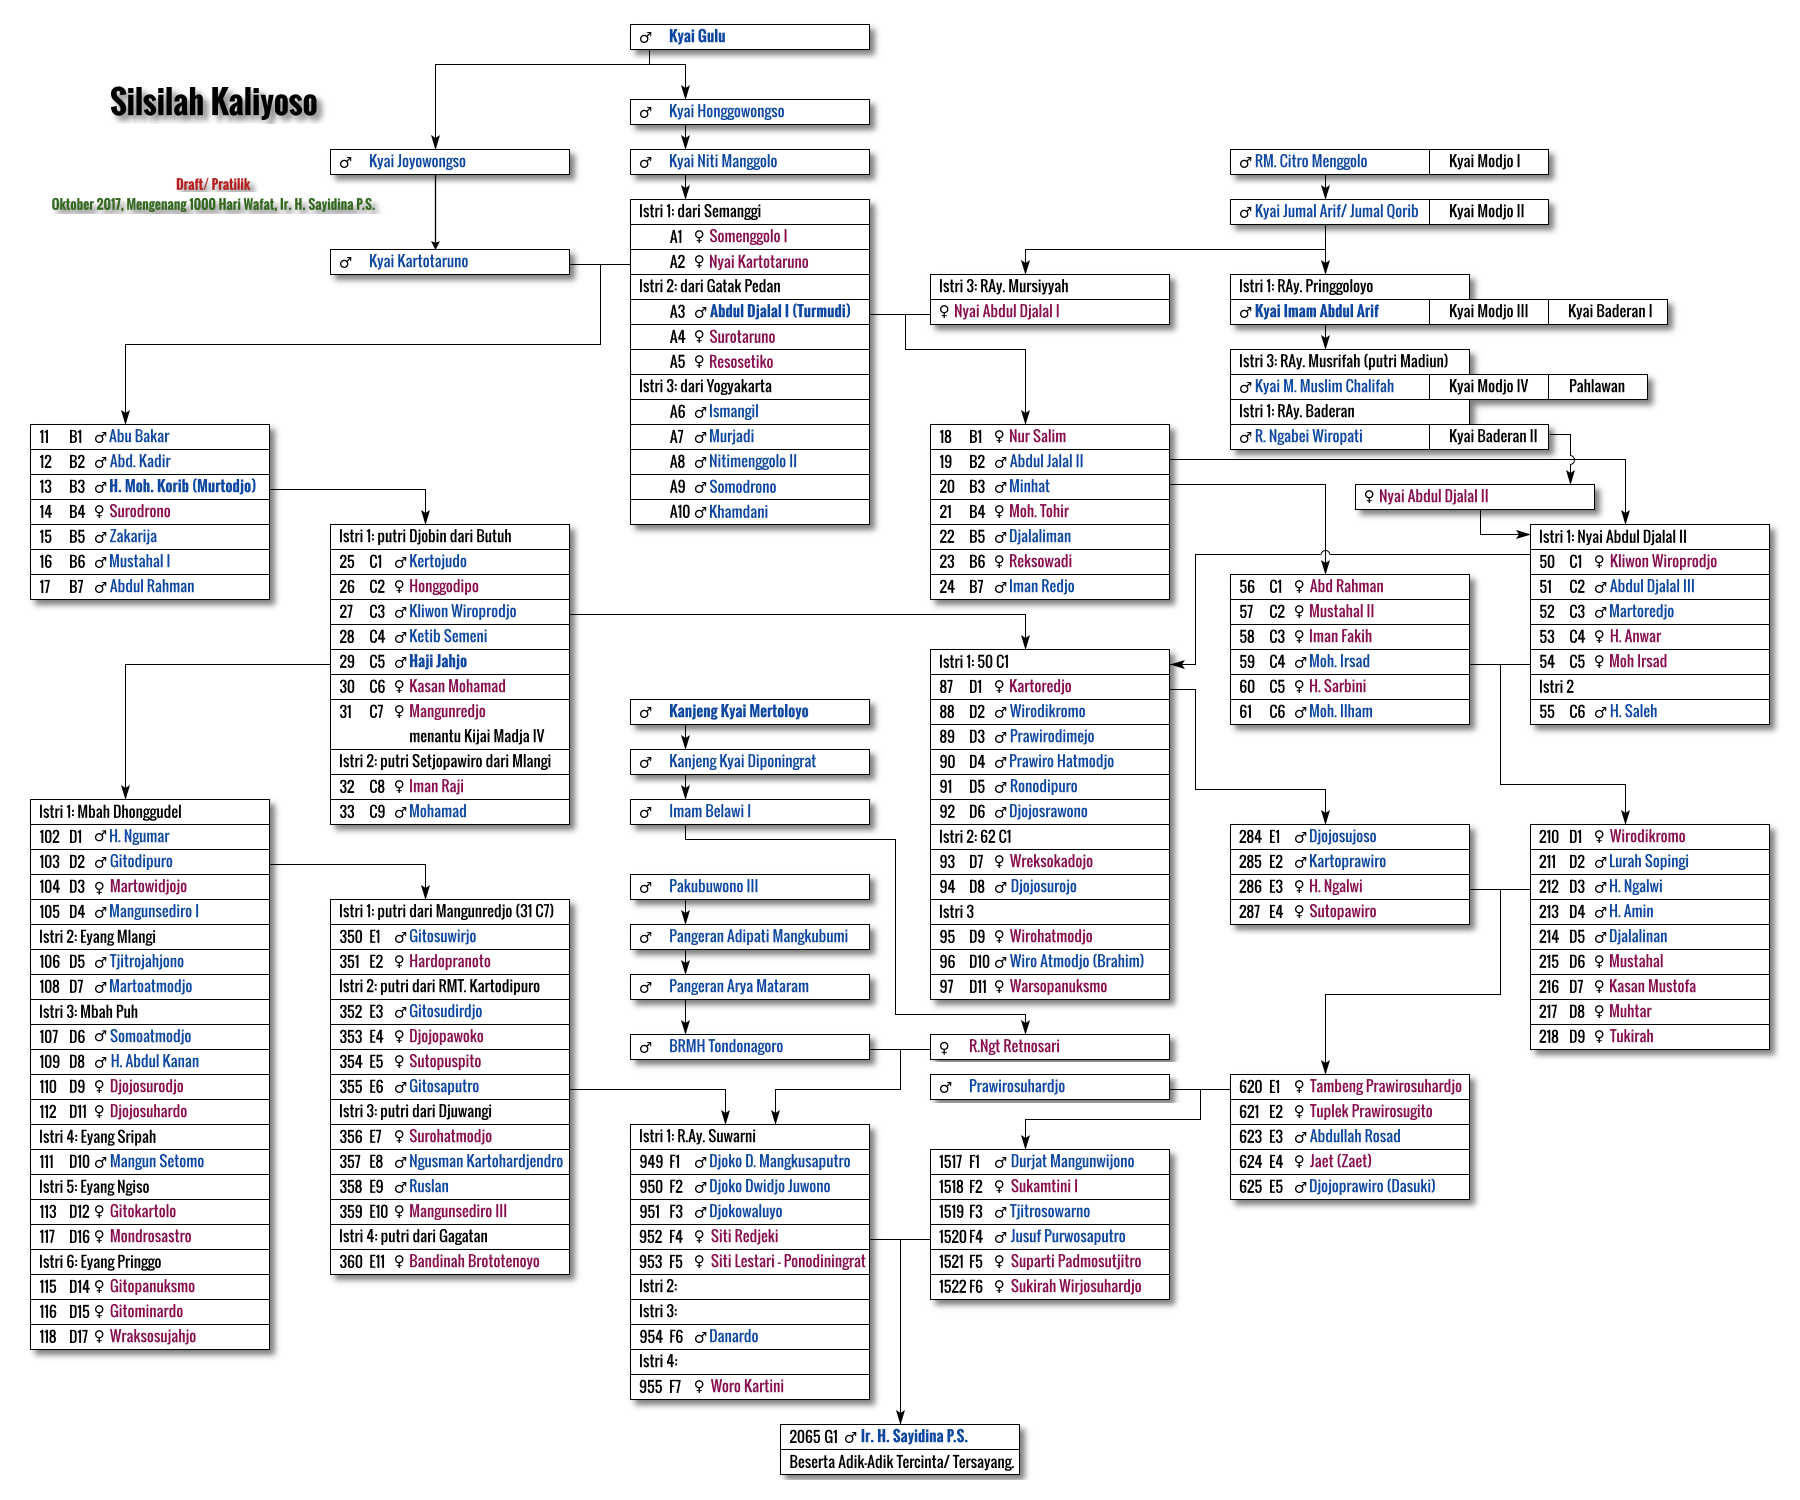 Silsilah Kaliyoso
Draft/ Pratilik
Oktober 2017, Mengenang 1000 Hari Wafat, Ir. H. Sayidina P.S.
♂ Kyai Gulu
♂ Kyai Honggowongso
♂ Kyai Joyowongso
♂ Kyai Niti Manggolo
♂ Kyai Kartotaruno
Istri 1: dari Semanggi
A1 ♀ Somenggolo I
A2 ♀ Nyai Kartotaruno
Istri 2: dari Gatak Pedan
A3 ♂ Abdul Djalal I (Turmudi)
A4 ♀ Surotaruno
A5 ♀ Resosetiko
Istri 3: dari Yogyakarta
A6 ♂ Ismangil
A7 ♂ Murjadi
A8 ♂ Nitimenggolo II
A9 ♂ Somodrono
A10 ♂ Khamdani
♂ RM. Citro Menggolo Kyai Modjo I
♂ Kyai Jumal Arif/ Jumal Qorib Kyai Modjo II
Istri 3: RAy. Mursiyyah
♀ Nyai Abdul Djalal I
Istri 1: RAy. Pringgoloyo
♂ Kyai Imam Abdul Arif Kyai Modjo III Kyai Baderan I
Istri 3: RAy. Musrifah (putri Madiun)
♂ Kyai M. Muslim Chalifah Kyai Modjo IV Pahlawan
Istri 1: RAy. Baderan
♂ R. Ngabei Wiropati Kyai Baderan II
♀ Nyai Abdul Djalal II
11 B1 ♂ Abu Bakar
12 B2 ♂ Abd. Kadir
13 B3 ♂ H. Moh. Korib (Murtodjo)
14 B4 ♀ Surodrono
15 B5 ♂ Zakarija
16 B6 ♂ Mustahal I
17 B7 ♂ Abdul Rahman
18 B1 ♀ Nur Salim
19 B2 ♂ Abdul Jalal II
20 B3 ♂ Minhat
21 B4 ♀ Moh. Tohir
22 B5 ♂ Djalaliman
23 B6 ♀ Reksowadi
24 B7 ♂ Iman Redjo
Istri 1: putri Djobin dari Butuh
25 C1 ♂ Kertojudo
26 C2 ♀ Honggodipo
27 C3 ♂ Kliwon Wiroprodjo
28 C4 ♂ Ketib Semeni
29 C5 ♂ Haji Jahjo
30 C6 ♀ Kasan Mohamad
31 C7 ♀ Mangunredjo
menantu Kijai Madja IV
Istri 2: putri Setjopawiro dari Mlangi
32 C8 ♀ Iman Raji
33 C9 ♂ Mohamad
Istri 1: Nyai Abdul Djalal II
50 C1 ♀ Kliwon Wiroprodjo
51 C2 ♂ Abdul Djalal III
52 C3 ♂ Martoredjo
53 C4 ♀ H. Anwar
54 C5 ♀ Moh Irsad
Istri 2
55 C6 ♂ H. Saleh
56 C1 ♀ Abd Rahman
57 C2 ♀ Mustahal II
58 C3 ♀ Iman Fakih
59 C4 ♂ Moh. Irsad
60 C5 ♀ H. Sarbini
61 C6 ♂ Moh. Ilham
Istri 1: 50 C1
87 D1 ♀ Kartoredjo
88 D2 ♂ Wirodikromo
89 D3 ♂ Prawirodimejo
90 D4 ♂ Prawiro Hatmodjo
91 D5 ♂ Ronodipuro
92 D6 ♂ Djojosrawono
Istri 2: 62 C1
93 D7 ♀ Wreksokadojo
94 D8 ♂ Djojosurojo
Istri 3
95 D9 ♀ Wirohatmodjo
96 D10 ♂ Wiro Atmodjo (Brahim)
97 D11 ♀ Warsopanuksmo
♂ Kanjeng Kyai Mertoloyo
♂ Kanjeng Kyai Diponingrat
♂ Imam Belawi I
♂ Pakubuwono III
♂ Pangeran Adipati Mangkubumi
♂ Pangeran Arya Mataram
♂ BRMH Tondonagoro
♀ R.Ngt Retnosari
♂ Prawirosuhardjo
Istri 1: Mbah Dhonggudel
102 D1 ♂ H. Ngumar
103 D2 ♂ Gitodipuro
104 D3 ♀ Martowidjojo
105 D4 ♂ Mangunsediro I
Istri 2: Eyang Mlangi
106 D5 ♂ Tjitrojahjono
108 D7 ♂ Martoatmodjo
Istri 3: Mbah Puh
107 D6 ♂ Somoatmodjo
109 D8 ♂ H. Abdul Kanan
110 D9 ♀ Djojosurodjo
112 D11 ♀ Djojosuhardo
Istri 4: Eyang Sripah
111 D10 ♂ Mangun Setomo
Istri 5: Eyang Ngiso
113 D12 ♀ Gitokartolo
117 D16 ♀ Mondrosastro
Istri 6: Eyang Pringgo
115 D14 ♀ Gitopanuksmo
116 D15 ♀ Gitominardo
118 D17 ♀ Wraksosujahjo
Istri 1: putri dari Mangunredjo (31 C7)
350 E1 ♂ Gitosuwirjo
351 E2 ♀ Hardopranoto
Istri 2: putri dari RMT. Kartodipuro
352 E3 ♂ Gitosudirdjo
353 E4 ♀ Djojopawoko
354 E5 ♀ Sutopuspito
355 E6 ♂ Gitosaputro
Istri 3: putri dari Djuwangi
356 E7 ♀ Surohatmodjo
357 E8 ♂ Ngusman Kartohardjendro
358 E9 ♂ Ruslan
359 E10 ♀ Mangunsediro III
Istri 4: putri dari Gagatan
360 E11 ♀ Bandinah Brototenoyo
284 E1 ♂ Djojosujoso
285 E2 ♂ Kartoprawiro
286 E3 ♀ H. Ngalwi
287 E4 ♀ Sutopawiro
210 D1 ♀ Wirodikromo
211 D2 ♂ Lurah Sopingi
212 D3 ♂ H. Ngalwi
213 D4 ♂ H. Amin
214 D5 ♂ Djalalinan
215 D6 ♀ Mustahal
216 D7 ♀ Kasan Mustofa
217 D8 ♀ Muhtar
218 D9 ♀ Tukirah
620 E1 ♀ Tambeng Prawirosuhardjo
621 E2 ♀ Tuplek Prawirosugito
623 E3 ♂ Abdullah Rosad
624 E4 ♀ Jaet (Zaet)
625 E5 ♂ Djojoprawiro (Dasuki)
Istri 1: R.Ay. Suwarni
949 F1 ♂ Djoko D. Mangkusaputro
950 F2 ♂ Djoko Dwidjo Juwono
951 F3 ♂ Djokowaluyo
952 F4 ♀ Siti Redjeki
953 F5 ♀ Siti Lestari - Ponodiningrat
Istri 2:
Istri 3:
954 F6 ♂ Danardo
Istri 4:
955 F7 ♀ Woro Kartini
1517 F1 ♂ Durjat Mangunwijono
1518 F2 ♀ Sukamtini I
1519 F3 ♂ Tjitrosowarno
1520 F4 ♂ Jusuf Purwosaputro
1521 F5 ♀ Suparti Padmosutjitro
1522 F6 ♀ Sukirah Wirjosuhardjo
2065 G1 ♂ Ir. H. Sayidina P.S.
Beserta Adik-Adik Tercinta/ Tersayang.